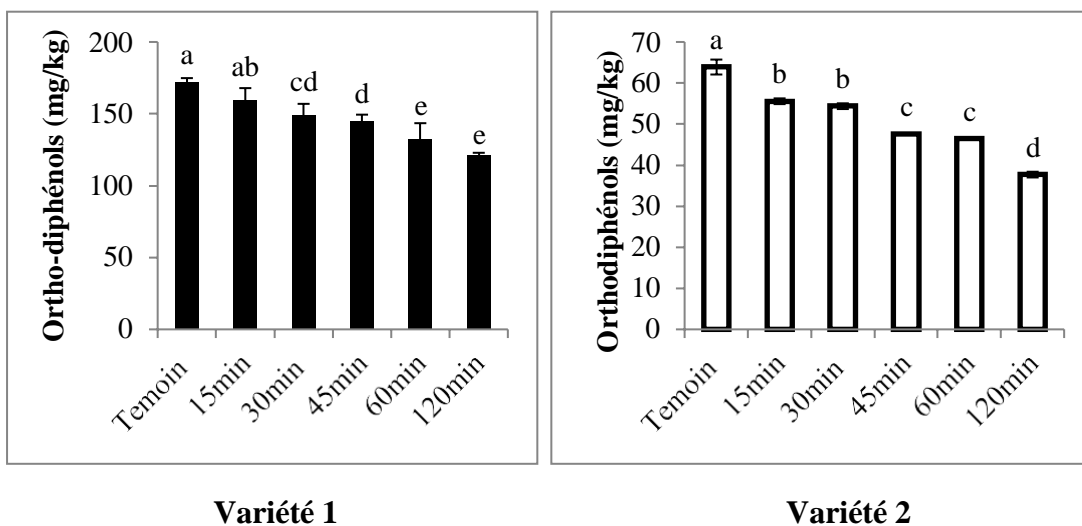 Ortho-diphénols (mg/kg)
200
150
100
50
0
a
ab
cd
d
e
e
Temoin
15min
30min
45min
60min
120min
Variété 1
Orthodiphénols (mg/kg)
70
60
50
40
30
20
10
0
a
b
b
c
c
d
Temoin
15min
30min
45min
60min
120min
Variété 2